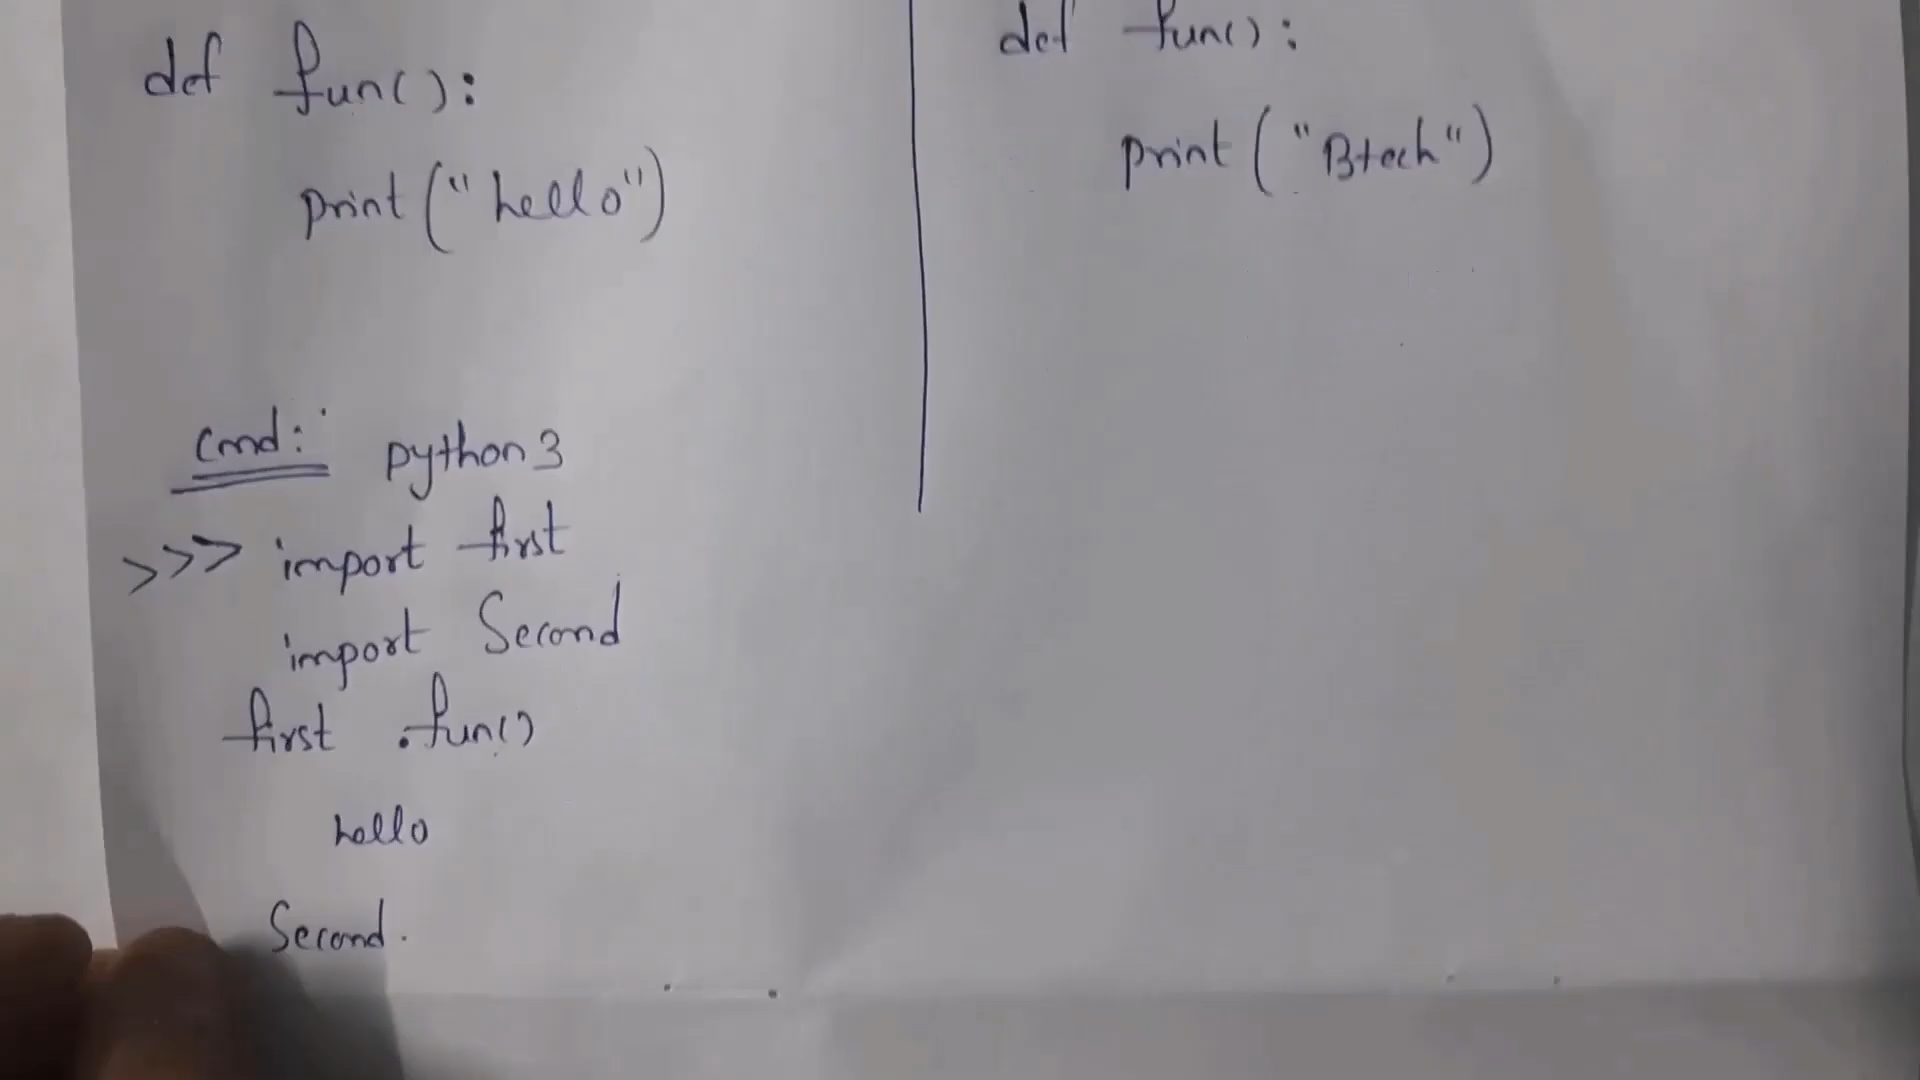 def fun():
print("hello")
def fun():
print("Btech")
cmd: python3
>>> import first
import Second
first .fun()
hello
Second.